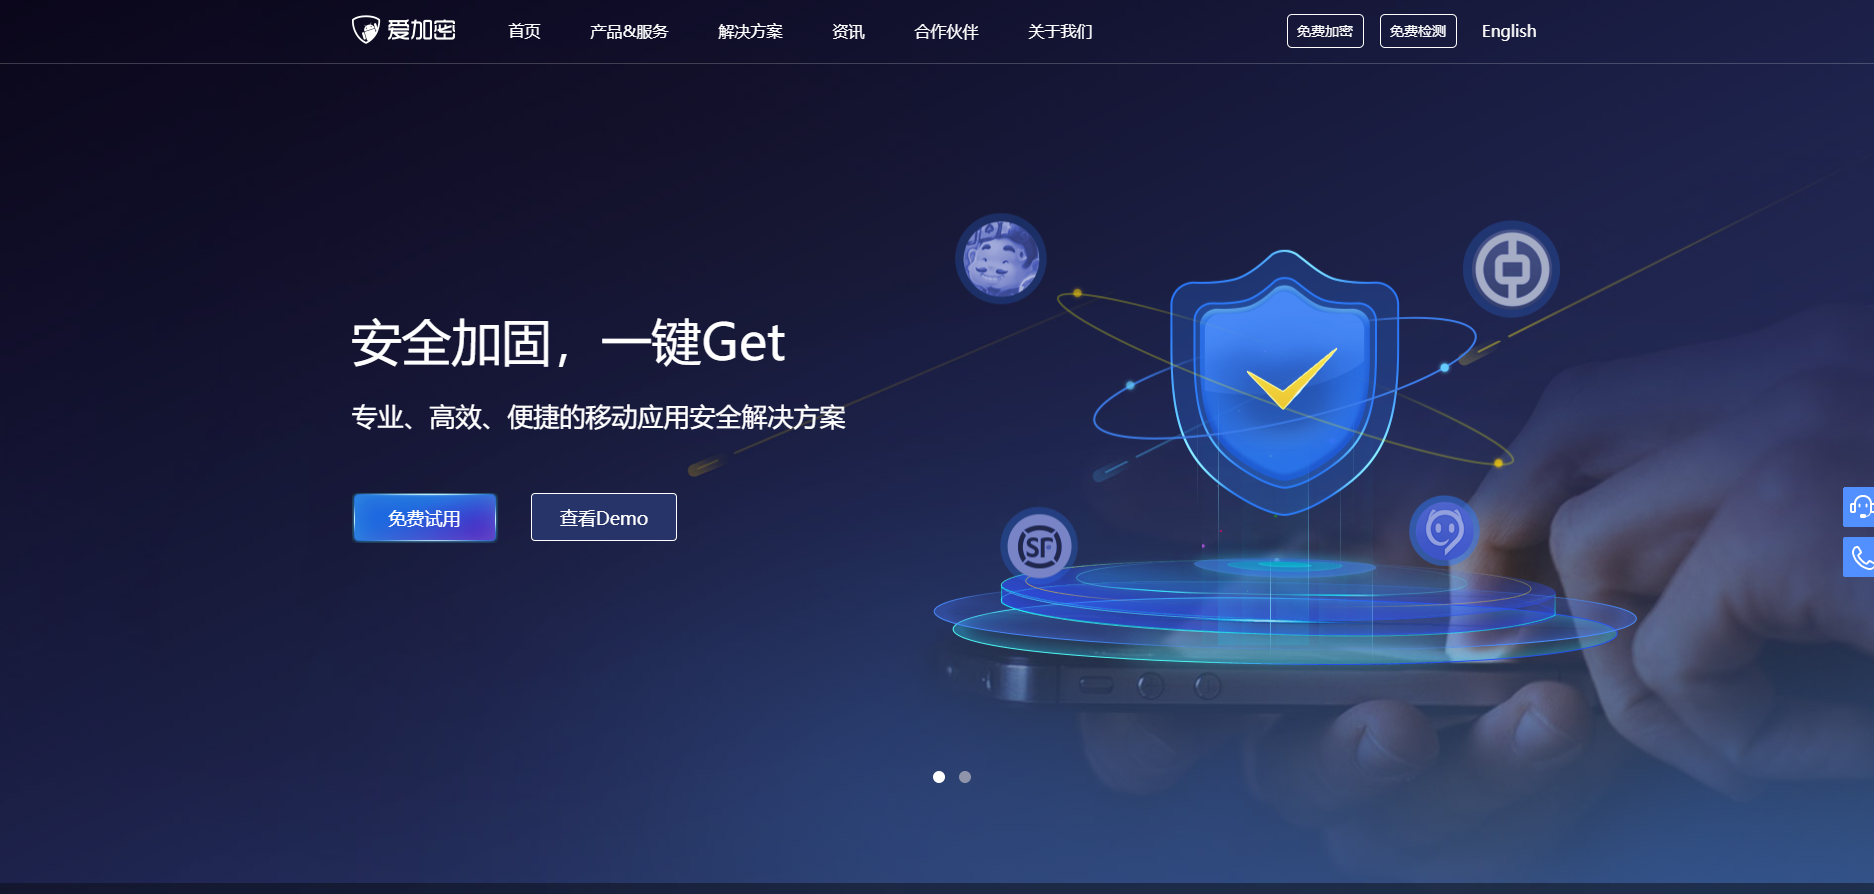 爱加密
首页
产品&服务
解决方案
资讯
合作伙伴
关于我们
免费加密
免费检测
English
安全加固，一键Get
专业、高效、便捷的移动应用安全解决方案
免费试用
查看Demo
SF